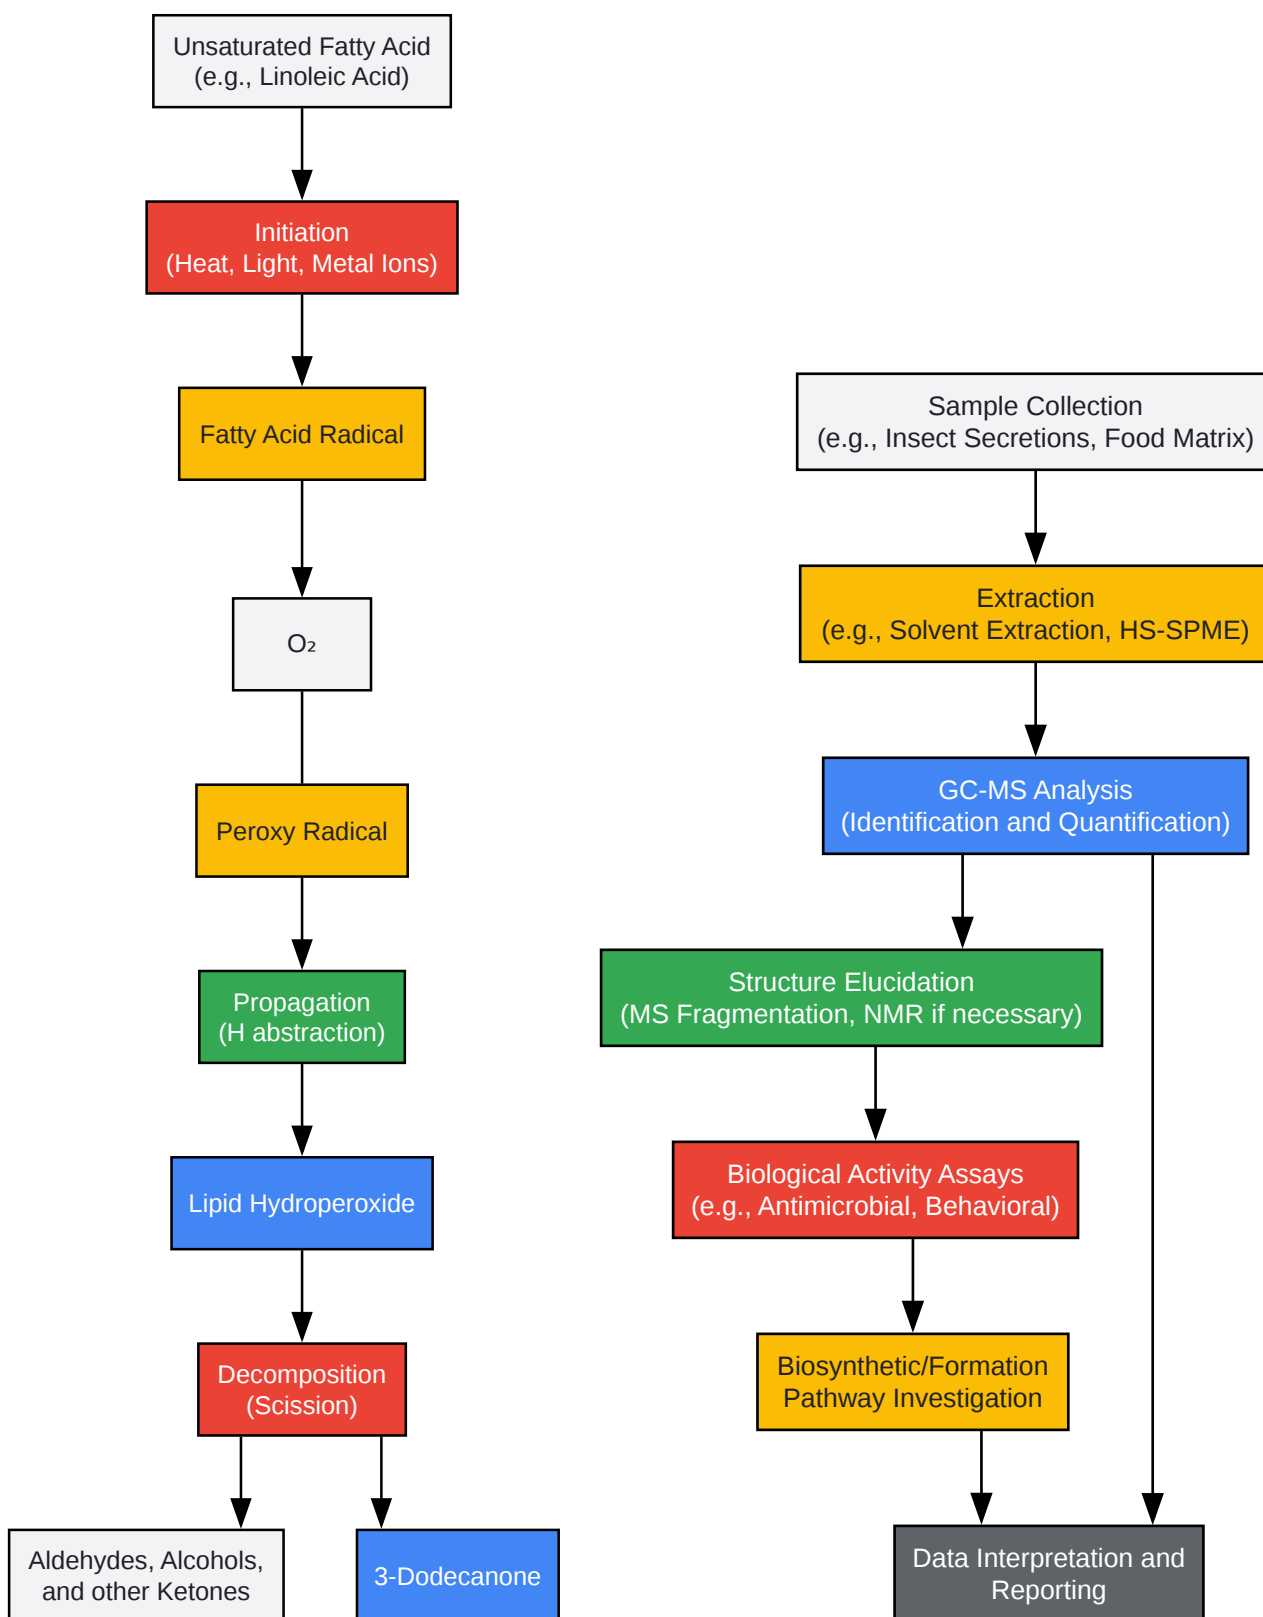 Unsaturated Fatty Acid
(e.g., Linoleic Acid)
Initiation
(Heat, Light, Metal Ions)
Fatty Acid Radical
O₂
Peroxy Radical
Propagation
(H abstraction)
Lipid Hydroperoxide
Decomposition
(Scission)
Aldehydes, Alcohols,
and other Ketones
3-Dodecanone
Sample Collection
(e.g., Insect Secretions, Food Matrix)
Extraction
(e.g., Solvent Extraction, HS-SPME)
GC-MS Analysis
(Identification and Quantification)
Structure Elucidation
(MS Fragmentation, NMR if necessary)
Biological Activity Assays
(e.g., Antimicrobial, Behavioral)
Biosynthetic/Formation
Pathway Investigation
Data Interpretation and
Reporting